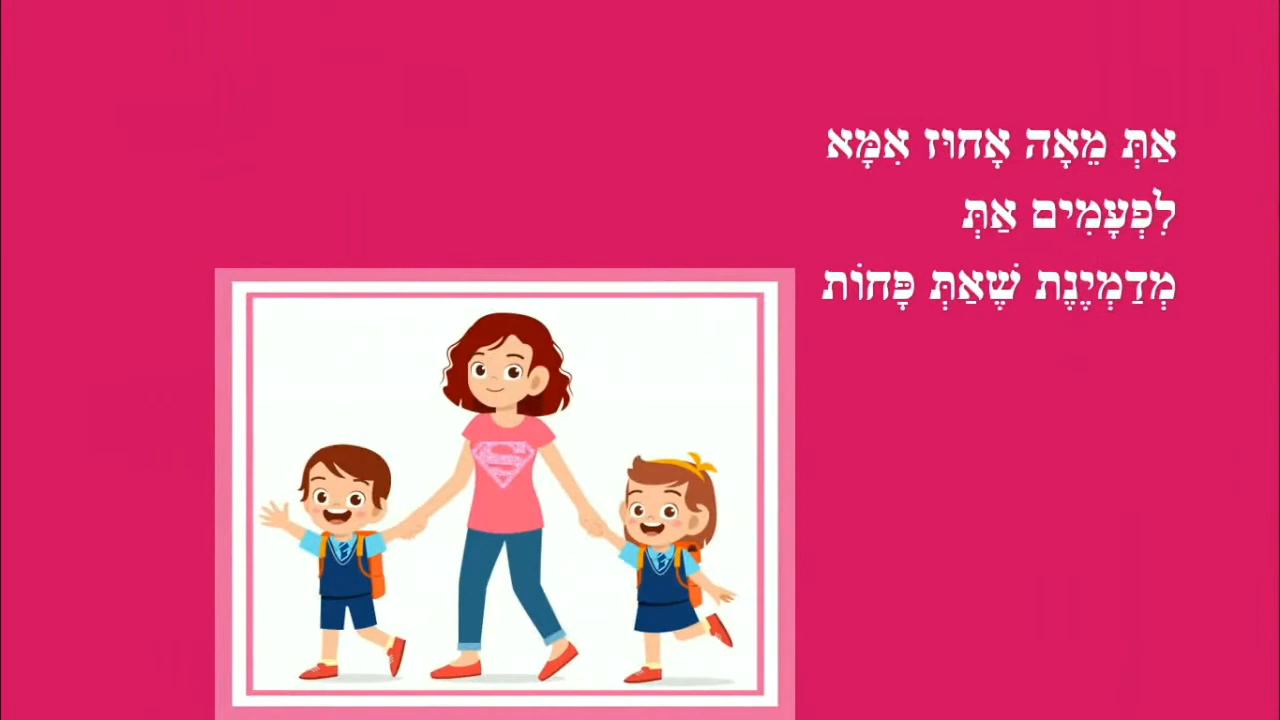 אַתְּ מֵאָה אָחוּז אִמָּא
לִפְּעָמִים אַתְּ
מְדַמְיֶנֶת שֶׁאַתְּ פָּחוֹת